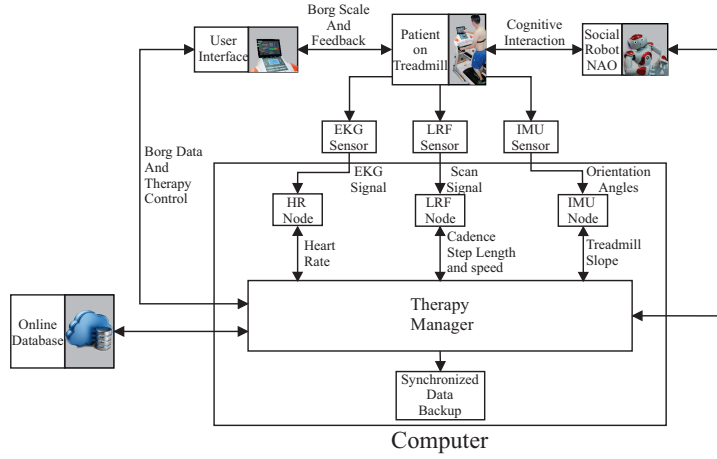 Borg Scale
And
Feedback
Cognitive
Interaction
User
Interface
Patient
on
Treadmill
Social
Robot
NAO
EKG
Sensor
LRF
Sensor
IMU
Sensor
Borg Data
And
Therapy
Control
EKG
Signal
Scan
Signal
Orientation
Angles
HR
Node
LRF
Node
IMU
Node
Heart
Rate
Cadence
Step Length
and speed
Treadmill
Slope
Online
Database
Therapy
Manager
Synchronized
Data
Backup
Computer